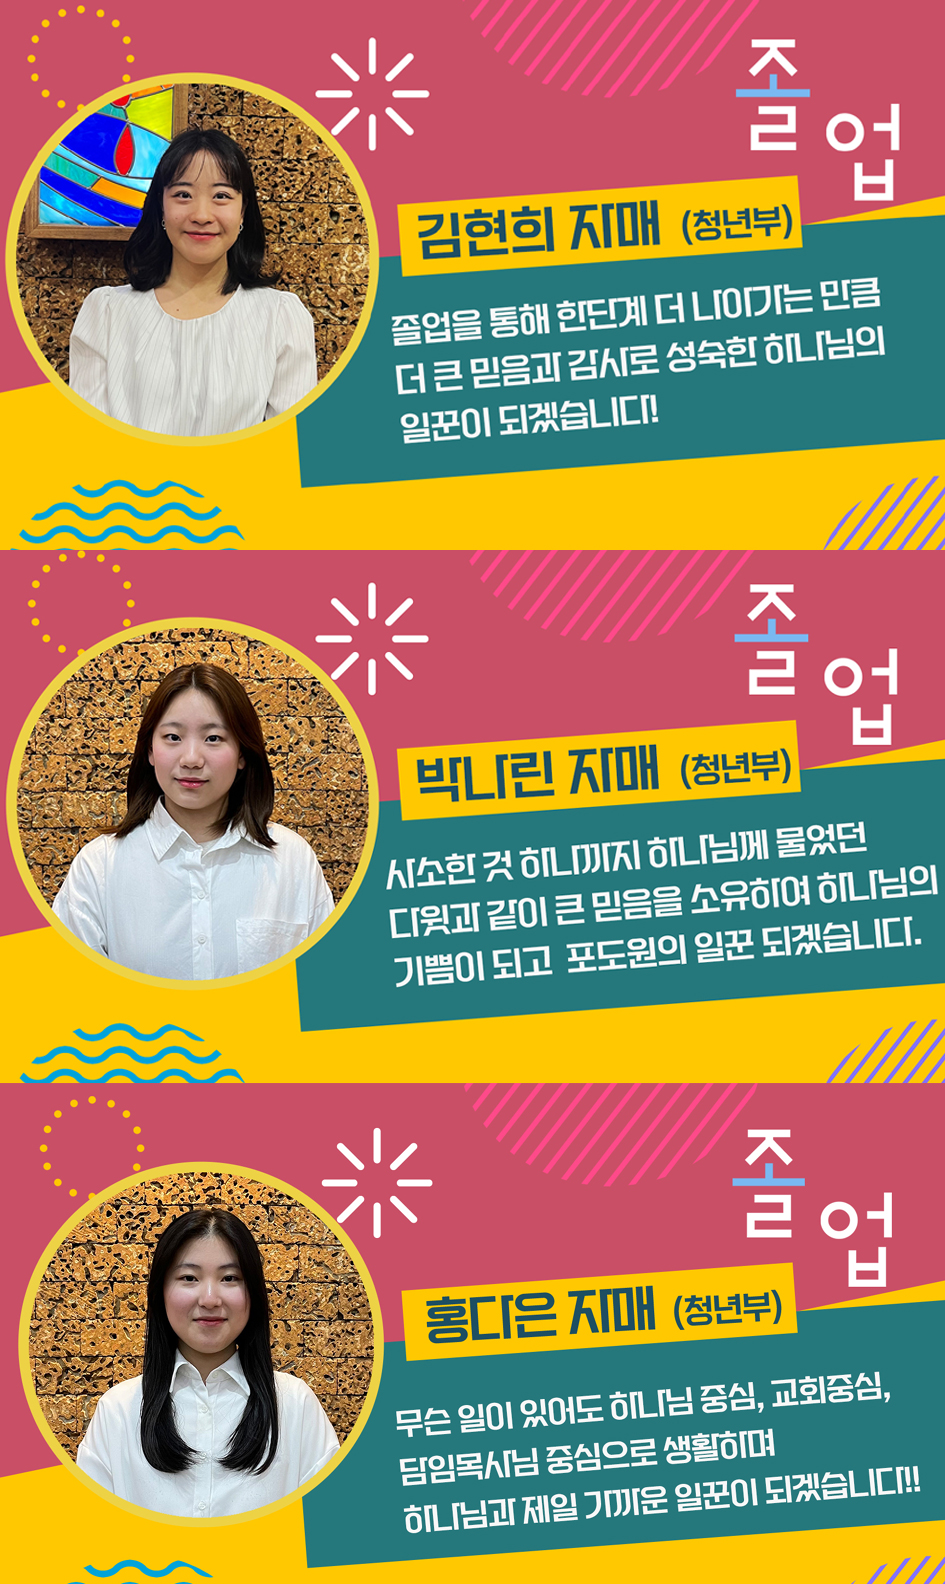 졸업
김현희 자매 (청년부)
졸업을 통해 한단계 더 나아가는 만큼
더 큰 믿음과 감사로 성숙한 하나님의
일꾼이 되겠습니다!
졸업
박나린 자매 (청년부)
사소한 것 하나까지 하나님께 물었던
다윗과 같이 큰 믿음을 소유하여 하나님의
기쁨이 되고 포도원의 일꾼 되겠습니다.
졸업
홍다은 자매 (청년부)
무슨 일이 있어도 하나님 중심, 교회중심,
담임목사님 중심으로 생활하며
하나님과 제일 가까운 일꾼이 되겠습니다!!